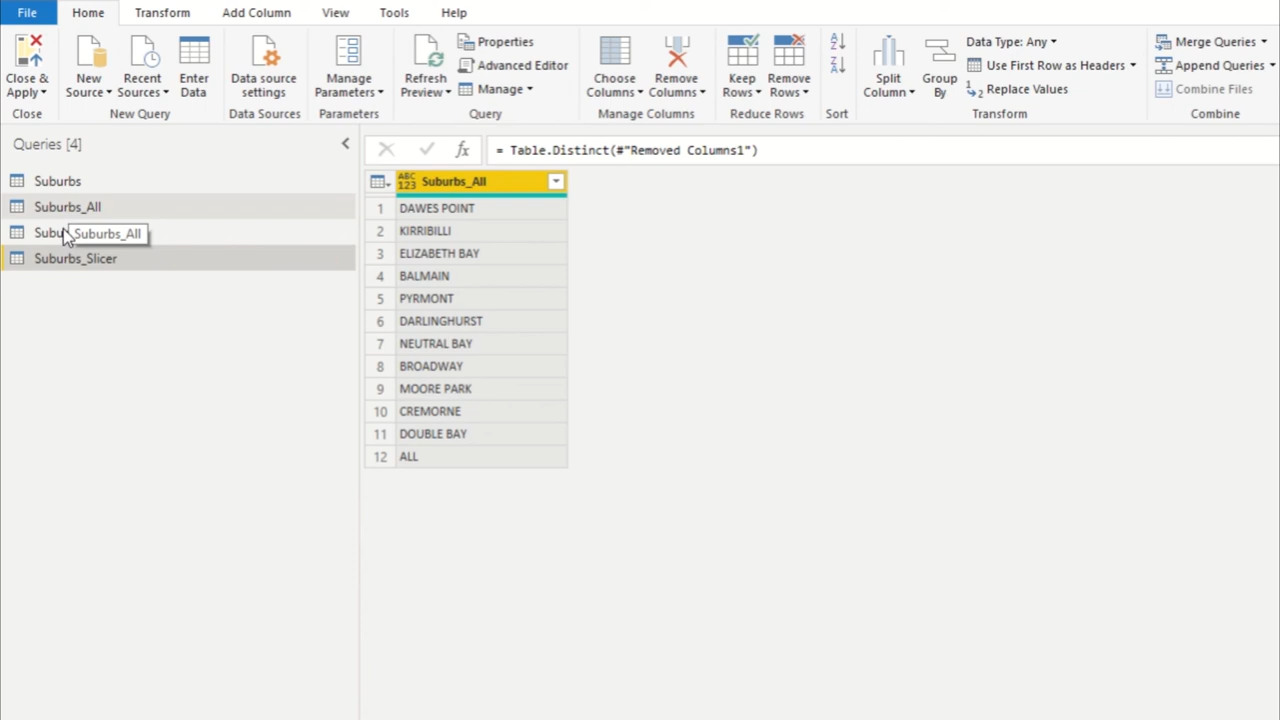 File Home Transform Add Column View Tools Help
Close & Apply New Source Recent Sources Enter Data Data source settings Manage Parameters Refresh Preview Properties Advanced Editor Manage Choose Columns Remove Columns Keep Rows Remove Rows Split Column Group By Data Type: Any Use First Row as Headers Replace Values Merge Queries Append Queries Combine Files
Close New Query Data Sources Parameters Query Manage Columns Reduce Rows Sort Transform Combine
Queries [4]
= Table.Distinct(#"Removed Columns1")
Suburbs
Suburbs_All
Suburbs_All
Suburbs_Slicer
ABC 123 Suburbs_All
1 DAWES POINT
2 KIRRIBILLI
3 ELIZABETH BAY
4 BALMAIN
5 PYRMONT
6 DARLINGHURST
7 NEUTRAL BAY
8 BROADWAY
9 MOORE PARK
10 CREMORNE
11 DOUBLE BAY
12 ALL